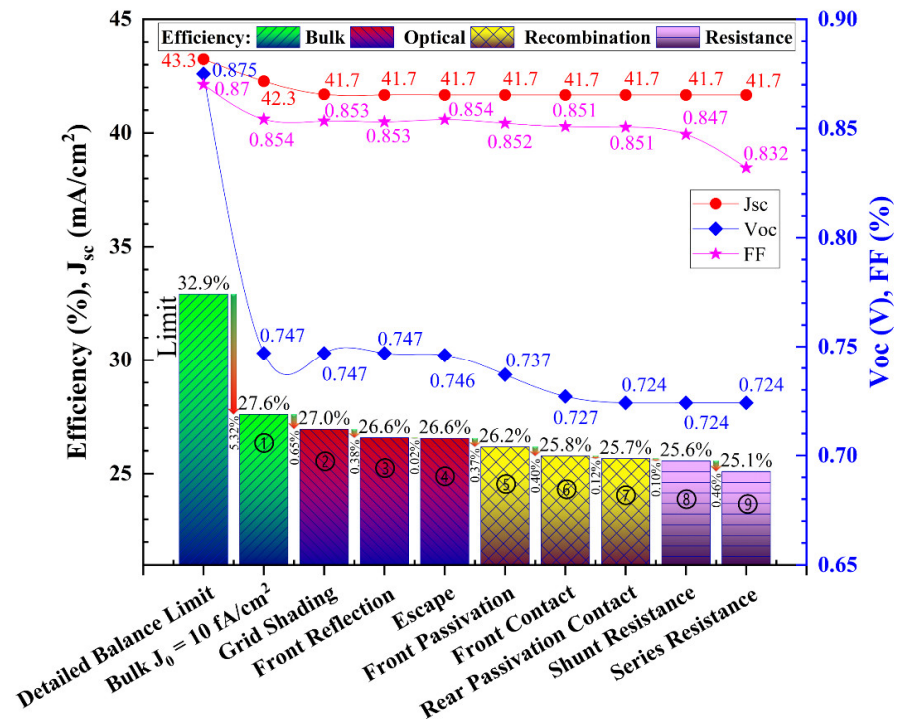 Efficiency: Bulk Optical Recombination Resistance
45
40
35
30
25
Efficiency (%), Jsc (mA/cm²)
0.90
0.85
0.80
0.75
0.70
0.65
Voc (V), FF (%)
43.3 42.3 41.7 41.7 41.7 41.7 41.7 41.7 41.7 41.7
0.875 0.747 0.747 0.747 0.746 0.737 0.727 0.724 0.724 0.724
0.87 0.854 0.853 0.853 0.854 0.852 0.851 0.851 0.847 0.832
Jsc
Voc
FF
Limit
32.9% 27.6% 27.0% 26.6% 26.6% 26.2% 25.8% 25.7% 25.6% 25.1%
5.32% 0.65% 0.38% 0.02% 0.37% 0.40% 0.12% 0.10% 0.46%
① ② ③ ④ ⑤ ⑥ ⑦ ⑧ ⑨
Detailed Balance Limit
Bulk J₀ = 10 fA/cm²
Grid Shading
Front Reflection
Escape
Front Passivation
Front Contact
Rear Passivation Contact
Shunt Resistance
Series Resistance